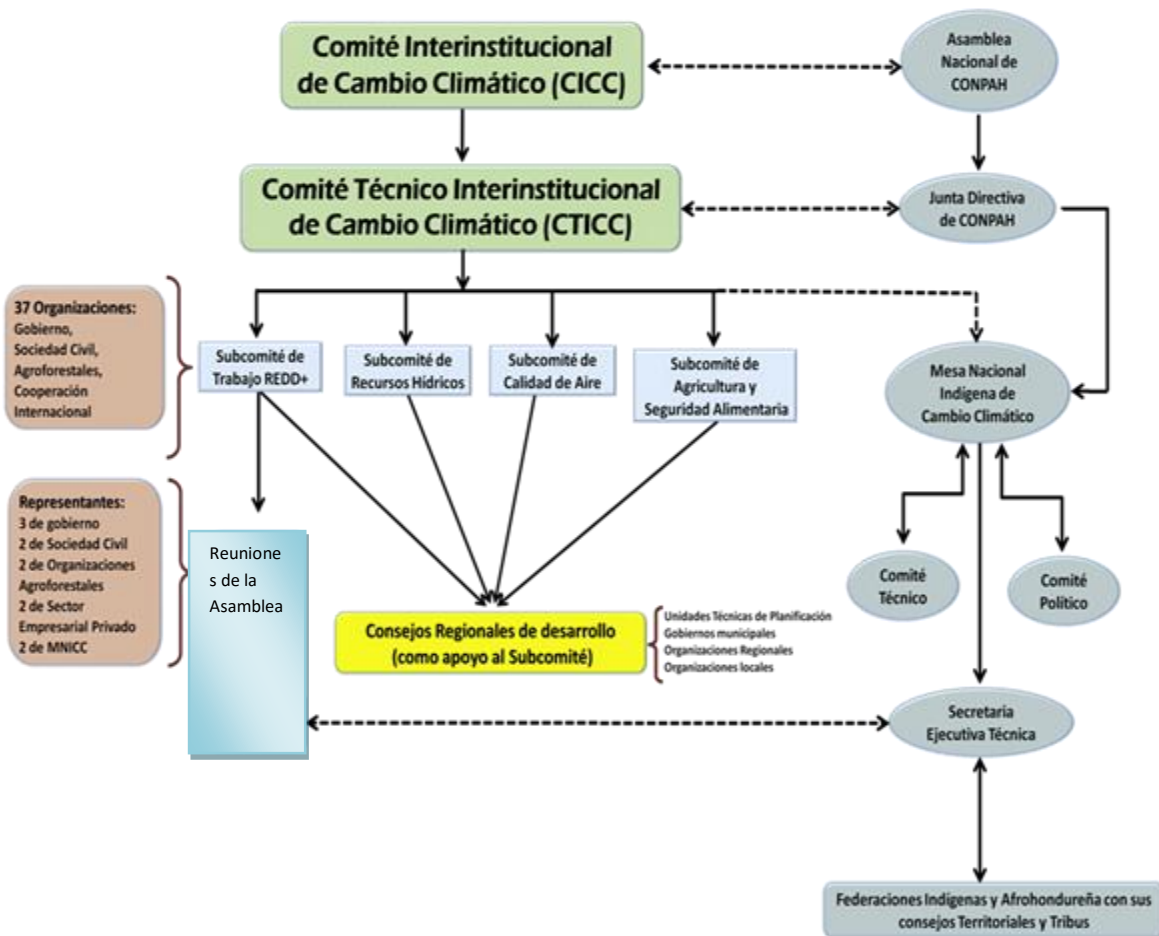 Comité Interinstitucional
de Cambio Climático (CICC)
Asamblea
Nacional de
CONPAH
Comité Técnico Interinstitucional
de Cambio Climático (CTICC)
Junta Directiva
de CONPAH
37 Organizaciones:
Gobierno,
Sociedad Civil,
Agroforestales,
Cooperación
Internacional
Subcomité de
Trabajo REDD+
Subcomité de
Recursos Hídricos
Subcomité de
Calidad de Aire
Subcomité de
Agricultura y
Seguridad Alimentaria
Mesa Nacional
Indígena de
Cambio Climático
Representantes:
3 de gobierno
2 de Sociedad Civil
2 de Organizaciones
Agroforestales
2 de Sector
Empresarial Privado
2 de MNICC
Reunione
s de la
Asamblea
Comité
Técnico
Comité
Político
Consejos Regionales de desarrollo
(como apoyo al Subcomité)
Unidades Técnicas de Planificación
Gobiernos municipales
Organizaciones Regionales
Organizaciones locales
Secretaria
Ejecutiva Técnica
Federaciones Indígenas y Afrohondureña con sus
consejos Territoriales y Tribus